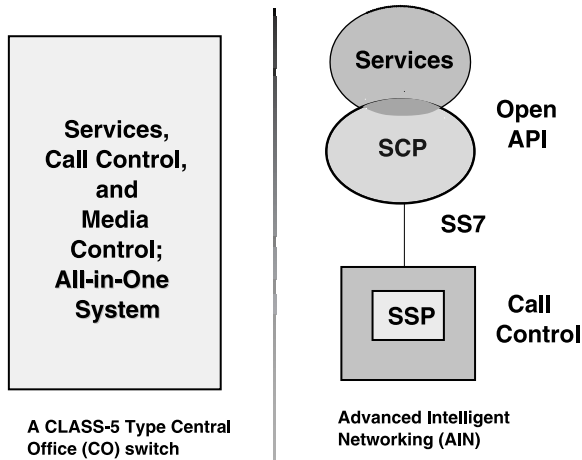 Services,
Call Control,
and
Media
Control;
All-in-One
System
A CLASS-5 Type Central
Office (CO) switch
Services
SCP
Open
API
SS7
SSP
Call
Control
Advanced Intelligent
Networking (AIN)